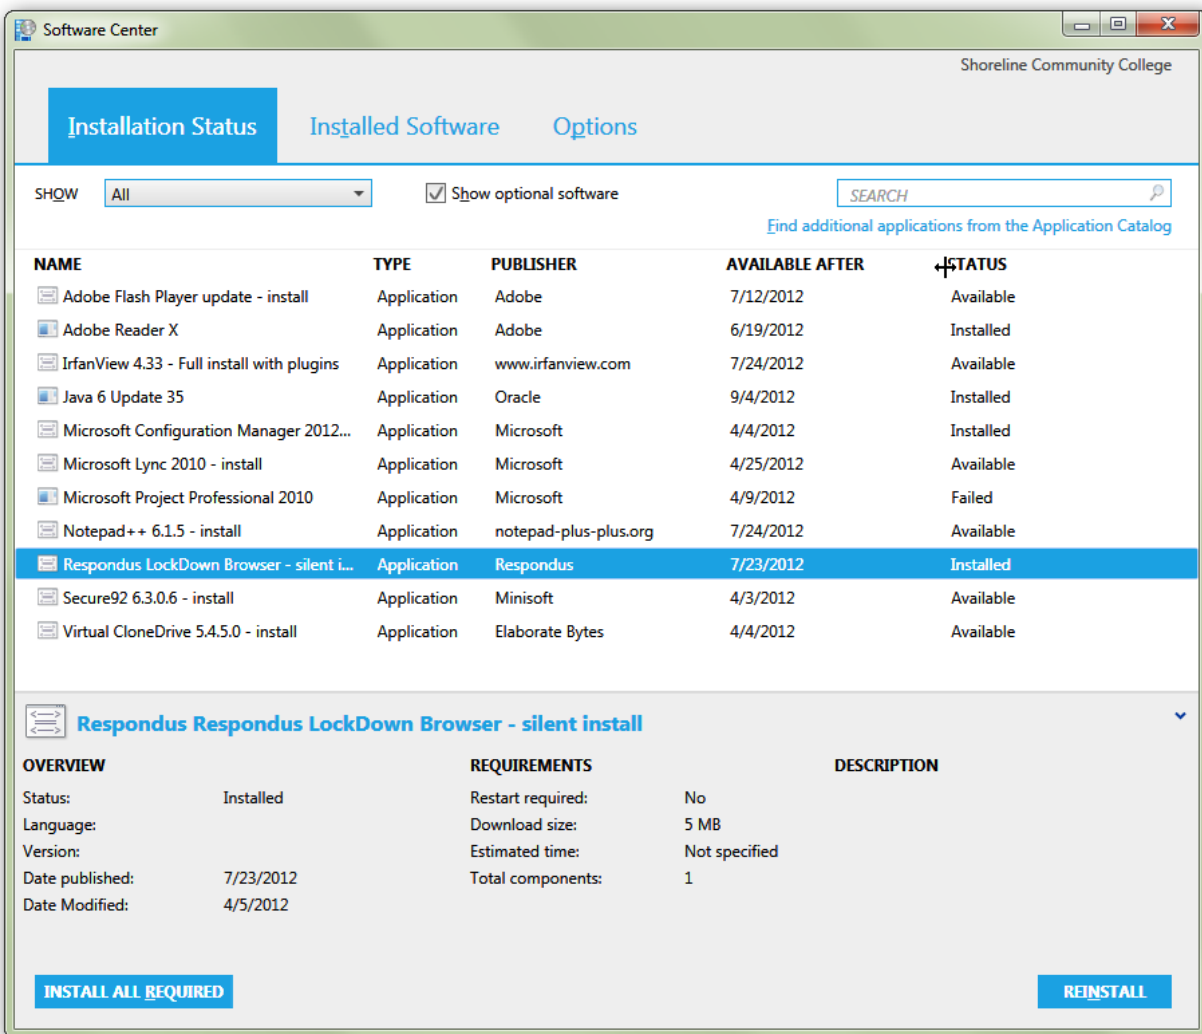 Software Center
Shoreline Community College
Installation Status Installed Software Options
SHOW All Show optional software SEARCH
Find additional applications from the Application Catalog
NAME TYPE PUBLISHER AVAILABLE AFTER STATUS
Adobe Flash Player update - install Application Adobe 7/12/2012 Available
Adobe Reader X Application Adobe 6/19/2012 Installed
IrfanView 4.33 - Full install with plugins Application www.irfanview.com 7/24/2012 Available
Java 6 Update 35 Application Oracle 9/4/2012 Installed
Microsoft Configuration Manager 2012... Application Microsoft 4/4/2012 Installed
Microsoft Lync 2010 - install Application Microsoft 4/25/2012 Available
Microsoft Project Professional 2010 Application Microsoft 4/9/2012 Failed
Notepad++ 6.1.5 - install Application notepad-plus-plus.org 7/24/2012 Available
Respondus LockDown Browser - silent i... Application Respondus 7/23/2012 Installed
Secure92 6.3.0.6 - install Application Minisoft 4/3/2012 Available
Virtual CloneDrive 5.4.5.0 - install Application Elaborate Bytes 4/4/2012 Available
Respondus Respondus LockDown Browser - silent install
OVERVIEW REQUIREMENTS DESCRIPTION
Status: Installed Restart required: No
Language: Download size: 5 MB
Version: Estimated time: Not specified
Date published: 7/23/2012 Total components: 1
Date Modified: 4/5/2012
INSTALL ALL REQUIRED REINSTALL